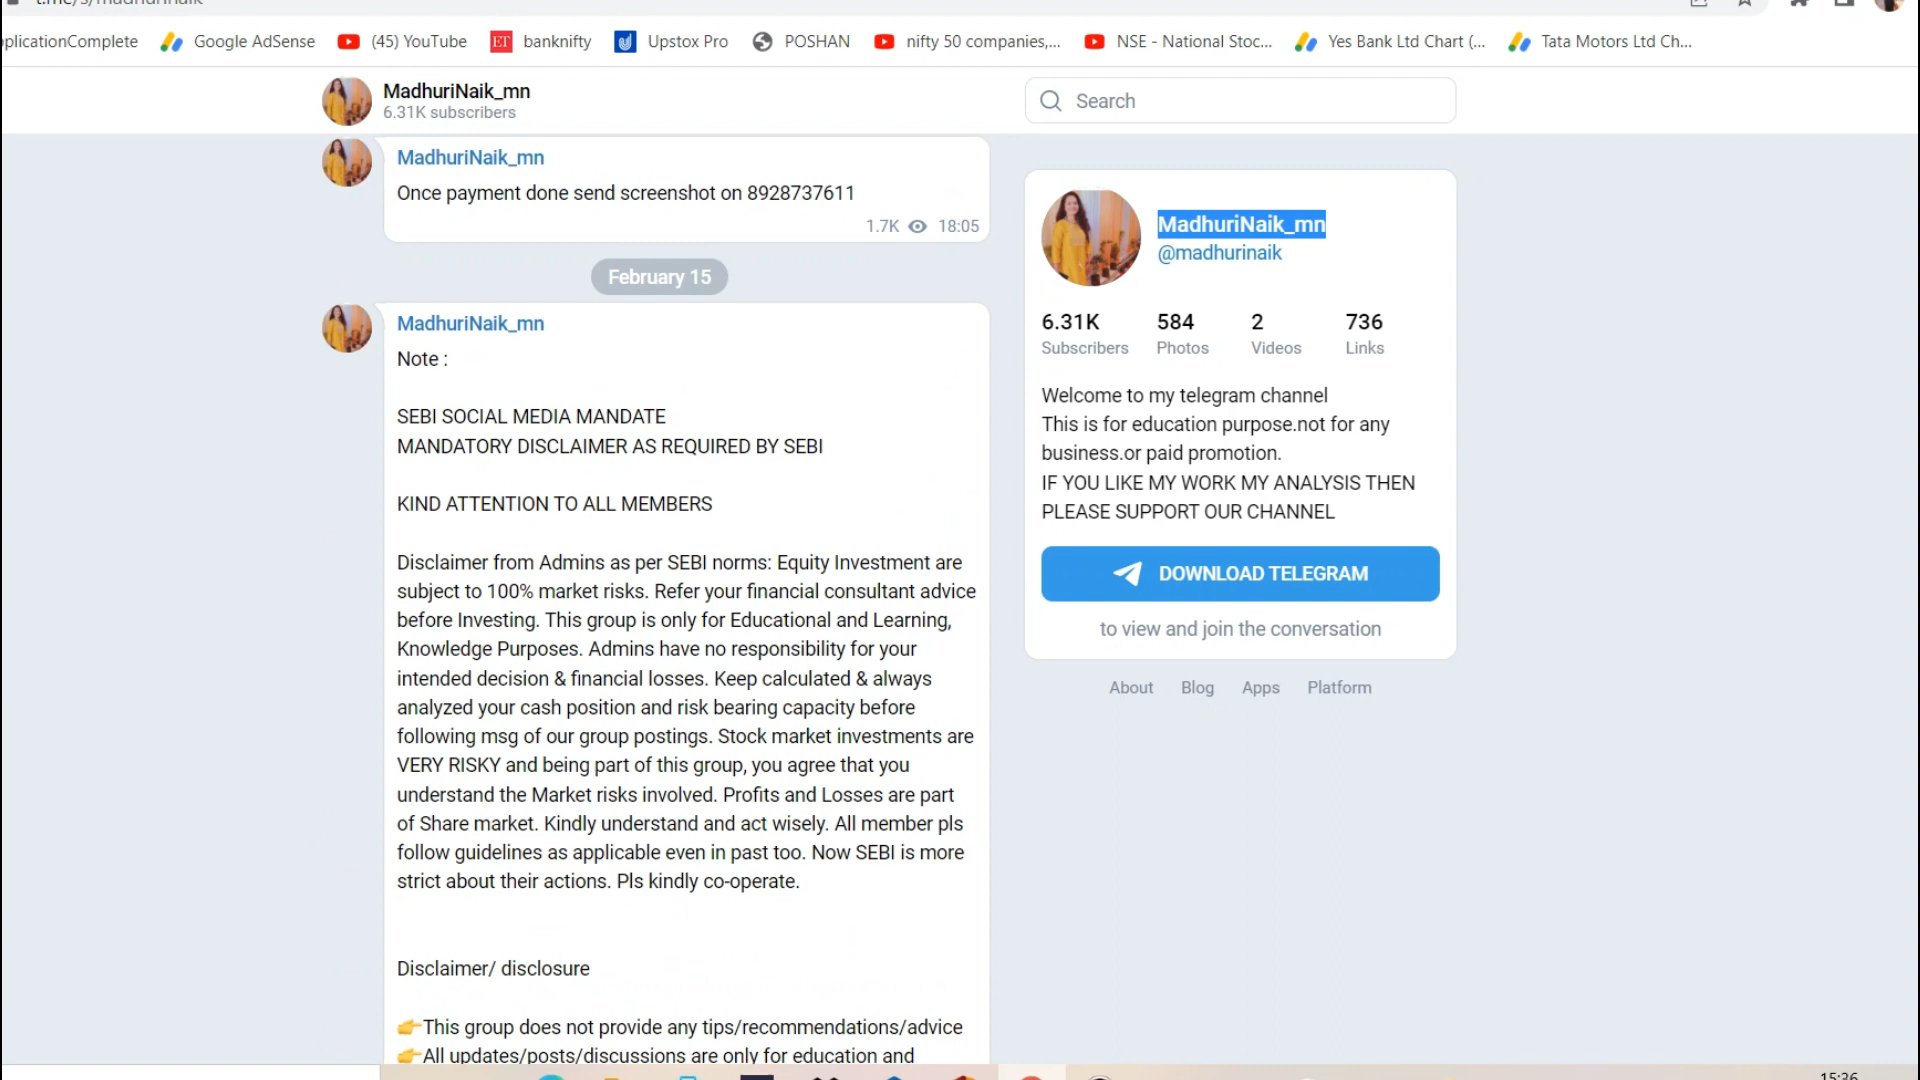 plicationComplete
Google AdSense
(45) YouTube
ET
banknifty
Upstox Pro
POSHAN
nifty 50 companies,...
NSE - National Stoc...
Yes Bank Ltd Chart (...
Tata Motors Ltd Ch...
MadhuriNaik_mn
6.31K subscribers
Search
MadhuriNaik_mn
Once payment done send screenshot on 8928737611
1.7K 18:05
February 15
MadhuriNaik_mn
Note :
SEBI SOCIAL MEDIA MANDATE
MANDATORY DISCLAIMER AS REQUIRED BY SEBI
KIND ATTENTION TO ALL MEMBERS
Disclaimer from Admins as per SEBI norms: Equity Investment are
subject to 100% market risks. Refer your financial consultant advice
before Investing. This group is only for Educational and Learning,
Knowledge Purposes. Admins have no responsibility for your
intended decision & financial losses. Keep calculated & always
analyzed your cash position and risk bearing capacity before
following msg of our group postings. Stock market investments are
VERY RISKY and being part of this group, you agree that you
understand the Market risks involved. Profits and Losses are part
of Share market. Kindly understand and act wisely. All member pls
follow guidelines as applicable even in past too. Now SEBI is more
strict about their actions. Pls kindly co-operate.
Disclaimer/ disclosure
👉This group does not provide any tips/recommendations/advice
👉All updates/posts/discussions are only for education and
MadhuriNaik_mn
@madhurinaik
6.31K 584 2 736
Subscribers Photos Videos Links
Welcome to my telegram channel
This is for education purpose.not for any
business.or paid promotion.
IF YOU LIKE MY WORK MY ANALYSIS THEN
PLEASE SUPPORT OUR CHANNEL
DOWNLOAD TELEGRAM
to view and join the conversation
About Blog Apps Platform
15:36